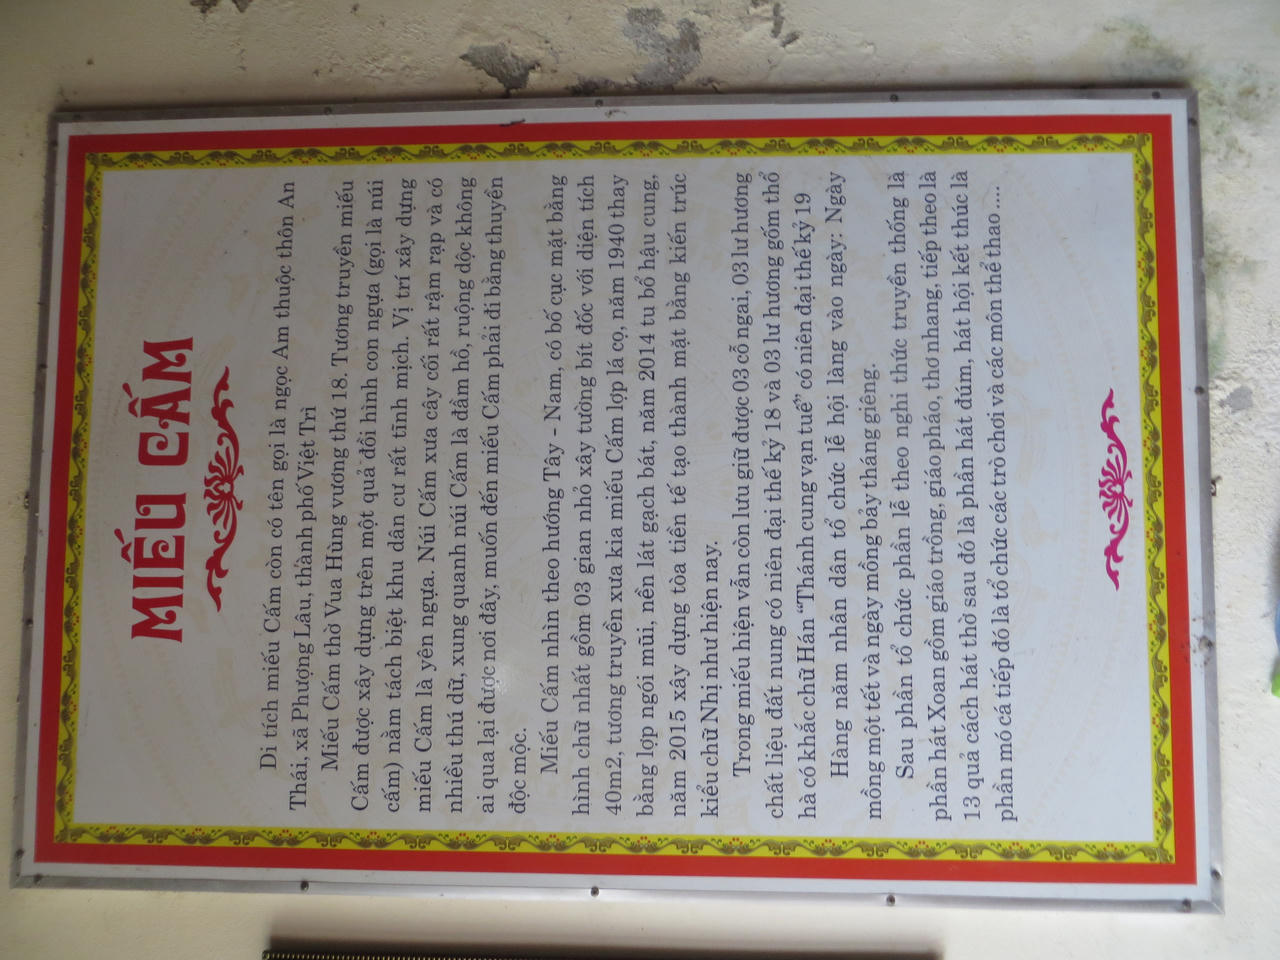 MIẾU CẤM
Di tích miếu Cấm còn có tên gọi là ngọc Am thuộc thôn An
Thái, xã Phượng Lâu, thành phố Việt Trì
Miếu Cấm thờ Vua Hùng vương thứ 18. Tương truyền miếu
Cấm được xây dựng trên một quả đồi hình con ngựa (gọi là núi
cấm) nằm tách biệt khu dân cư rất tĩnh mịch. Vị trí xây dựng
miếu Cấm là yên ngựa. Núi Cấm xưa cây cối rất rậm rạp và có
nhiều thú dữ, xung quanh núi Cấm là đầm hồ, ruộng dộc không
ai qua lại được nơi đây, muốn đến miếu Cấm phải đi bằng thuyền
độc mộc.
Miếu Cấm nhìn theo hướng Tây - Nam, có bố cục mặt bằng
hình chữ nhất gồm 03 gian nhỏ xây tường bít đốc với diện tích
40m2, tương truyền xưa kia miếu Cấm lợp lá cọ, năm 1940 thay
bằng lợp ngói mũi, nền lát gạch bát, năm 2014 tu bổ hậu cung,
năm 2015 xây dựng tòa tiền tế tạo thành mặt bằng kiến trúc
kiểu chữ Nhị như hiện nay.
Trong miếu hiện vẫn còn lưu giữ được 03 cỗ ngai, 03 lư hương
chất liệu đất nung có niên đại thế kỷ 18 và 03 lư hương gốm thổ
hà có khắc chữ Hán “Thánh cung vạn tuế” có niên đại thế kỷ 19
Hàng năm nhân dân tổ chức lễ hội làng vào ngày: Ngày
mồng một tết và ngày mồng bảy tháng giêng.
Sau phần tổ chức phần lễ theo nghi thức truyền thống là
phần hát Xoan gồm giáo trồng, giáo pháo, thơ nhang, tiếp theo là
13 quả cách hát thờ sau đó là phần hát đúm, hát hội kết thúc là
phần mó cá tiếp đó là tổ chức các trò chơi và các môn thể thao ....